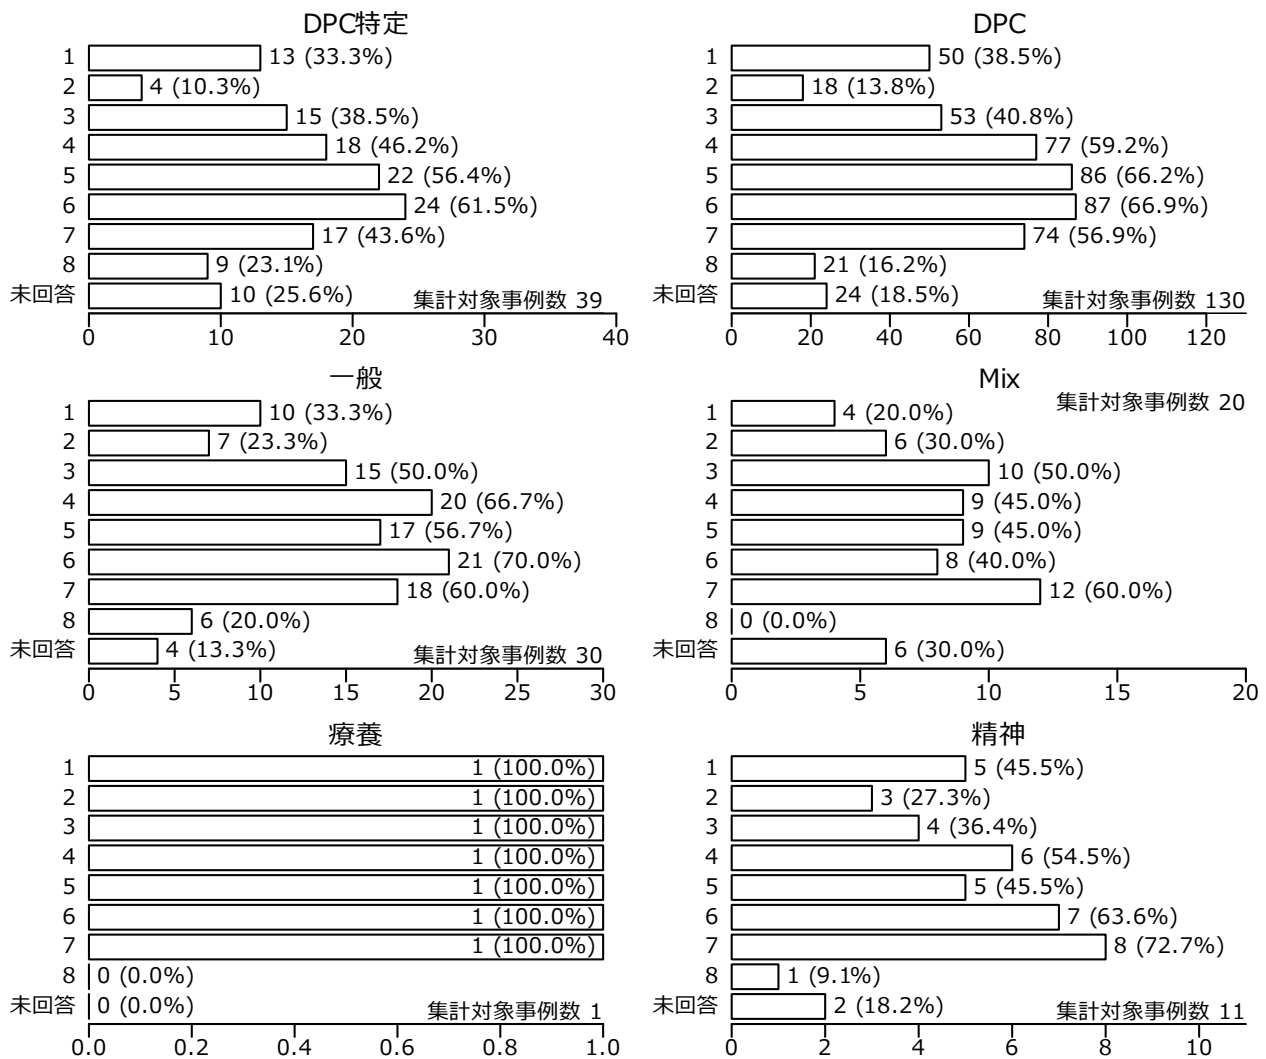 DPC特定
1 13 (33.3%)
2 4 (10.3%)
3 15 (38.5%)
4 18 (46.2%)
5 22 (56.4%)
6 24 (61.5%)
7 17 (43.6%)
8 9 (23.1%)
未回答 10 (25.6%) 集計対象事例数 39
0 10 20 30 40
DPC
1 50 (38.5%)
2 18 (13.8%)
3 53 (40.8%)
4 77 (59.2%)
5 86 (66.2%)
6 87 (66.9%)
7 74 (56.9%)
8 21 (16.2%)
未回答 24 (18.5%) 集計対象事例数 130
0 20 40 60 80 100 120
一般
1 10 (33.3%)
2 7 (23.3%)
3 15 (50.0%)
4 20 (66.7%)
5 17 (56.7%)
6 21 (70.0%)
7 18 (60.0%)
8 6 (20.0%)
未回答 4 (13.3%) 集計対象事例数 30
0 5 10 15 20 25 30
Mix
集計対象事例数 20
1 4 (20.0%)
2 6 (30.0%)
3 10 (50.0%)
4 9 (45.0%)
5 9 (45.0%)
6 8 (40.0%)
7 12 (60.0%)
8 0 (0.0%)
未回答 6 (30.0%)
0 5 10 15 20
療養
1 1 (100.0%)
2 1 (100.0%)
3 1 (100.0%)
4 1 (100.0%)
5 1 (100.0%)
6 1 (100.0%)
7 1 (100.0%)
8 0 (0.0%)
未回答 0 (0.0%) 集計対象事例数 1
0.0 0.2 0.4 0.6 0.8 1.0
精神
1 5 (45.5%)
2 3 (27.3%)
3 4 (36.4%)
4 6 (54.5%)
5 5 (45.5%)
6 7 (63.6%)
7 8 (72.7%)
8 1 (9.1%)
未回答 2 (18.2%) 集計対象事例数 11
0 2 4 6 8 10